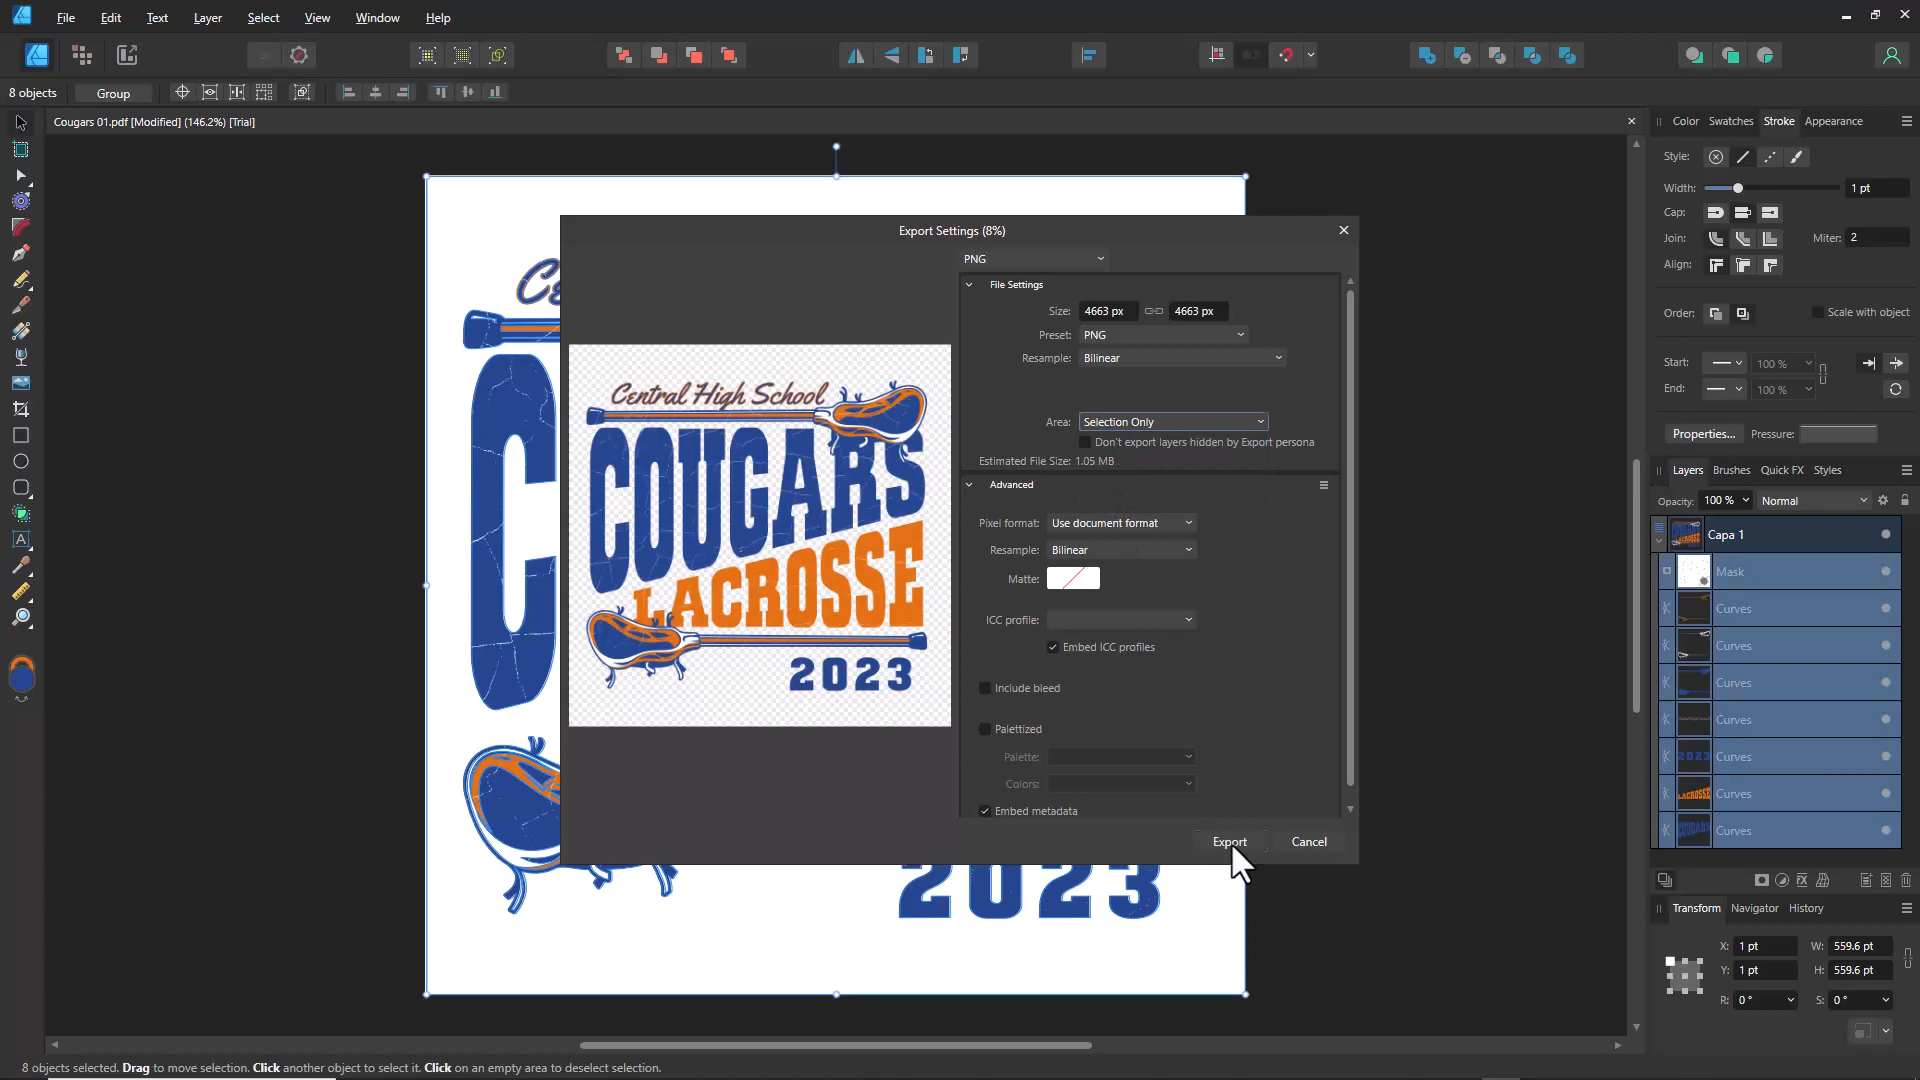 File Edit Text Layer Select View Window Help
8 objects Group
Cougars 01.pdf [Modified] (146.2%) [Trial]
Export Settings (8%)
PNG
File Settings
Size: 4663 px 4663 px
Preset: PNG
Resample: Bilinear
Area: Selection Only
Don't export layers hidden by Export persona
Estimated File Size: 1.05 MB
Advanced
Pixel format: Use document format
Resample: Bilinear
Matte:
ICC profile:
Embed ICC profiles
Include bleed
Palettized
Palette:
Colors:
Embed metadata
Export Cancel
Central High School
COUGARS
LACROSSE
2023
2023
Color Swatches Stroke Appearance
Style:
Width: 1 pt
Cap:
Join: Miter: 2
Align:
Order: Scale with object
Start: 100 %
End: 100 %
Properties... Pressure:
Layers Brushes Quick FX Styles
Opacity: 100 % Normal
Capa 1
Mask
Curves
Curves
Curves
Curves
Curves
Curves
Curves
Transform Navigator History
X: 1 pt W: 559.6 pt
Y: 1 pt H: 559.6 pt
R: 0 ° S: 0 °
8 objects selected. Drag to move selection. Click another object to select it. Click on an empty area to deselect selection.